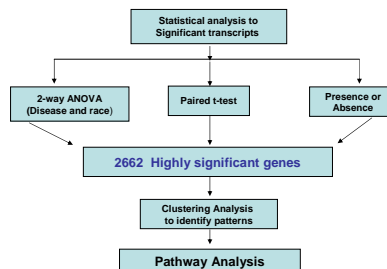 Statistical analysis to
Significant transcripts
2-way ANOVA
(Disease and race)
Paired t-test
Presence or
Absence
2662 Highly significant genes
Clustering Analysis
to identify patterns
Pathway Analysis